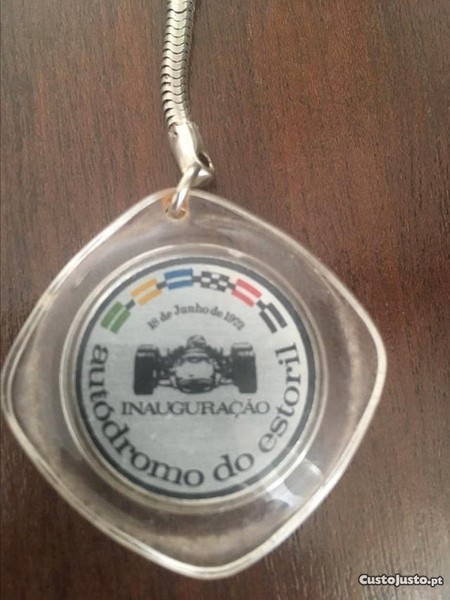 18 de Junho de 1972
INAUGURAÇÃO
autódromo do estoril
CustoJusto.pt